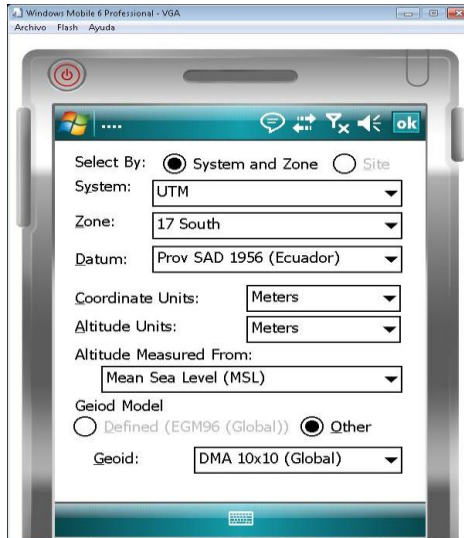 Windows Mobile 6 Professional - VGA
Archivo Flash Ayuda
.... ok
Select By: System and Zone Site
System: UTM
Zone: 17 South
Datum: Prov SAD 1956 (Ecuador)
Coordinate Units: Meters
Altitude Units: Meters
Altitude Measured From:
Mean Sea Level (MSL)
Geiod Model
Defined (EGM96 (Global)) Other
Geoid: DMA 10x10 (Global)